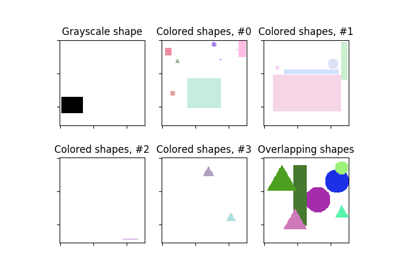 Grayscale shape
Colored shapes, #0
Colored shapes, #1
Colored shapes, #2
Colored shapes, #3
Overlapping shapes